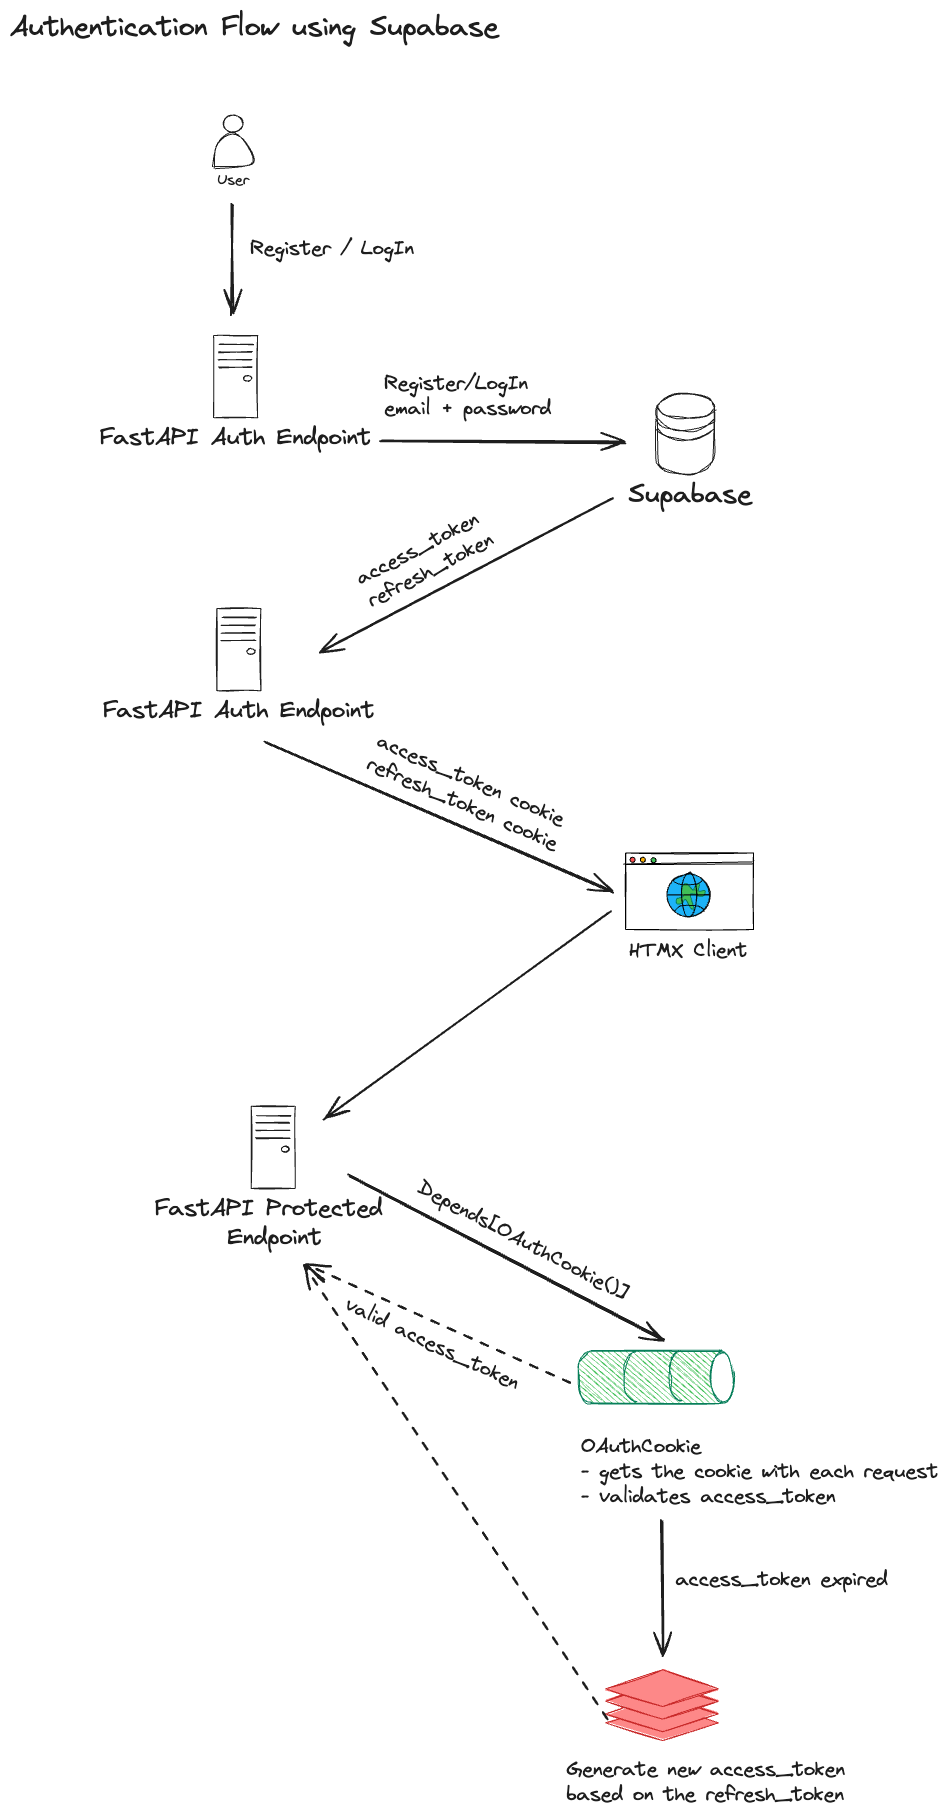 Authentication Flow using Supabase
User
Register / LogIn
Register/LogIn
email + password
FastAPI Auth Endpoint
Supabase
access_token
refresh_token
FastAPI Auth Endpoint
access_token cookie
refresh_token cookie
HTMX Client
FastAPI Protected
Endpoint
Depends[OAuthCookie()]
valid access_token
OAuthCookie
- gets the cookie with each request
- validates access_token
access_token expired
Generate new access_token
based on the refresh_token